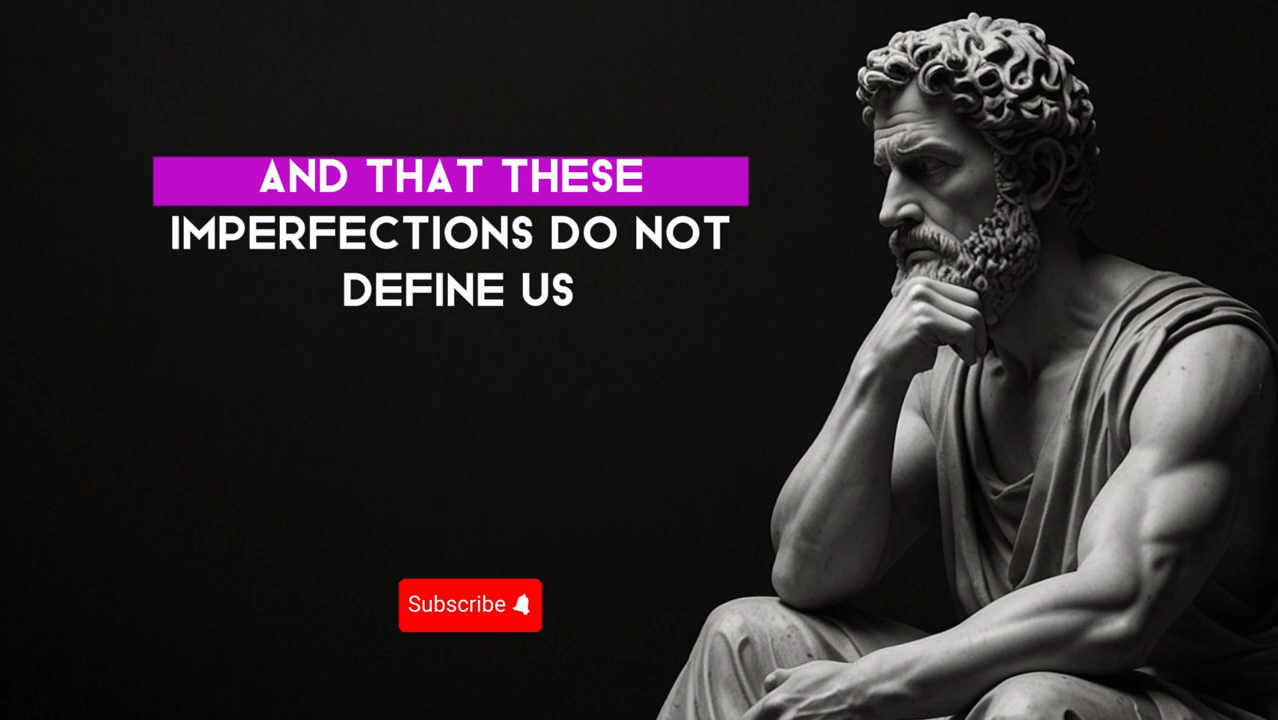 AND THAT THESE
IMPERFECTIONS DO NOT
DEFINE US
Subscribe